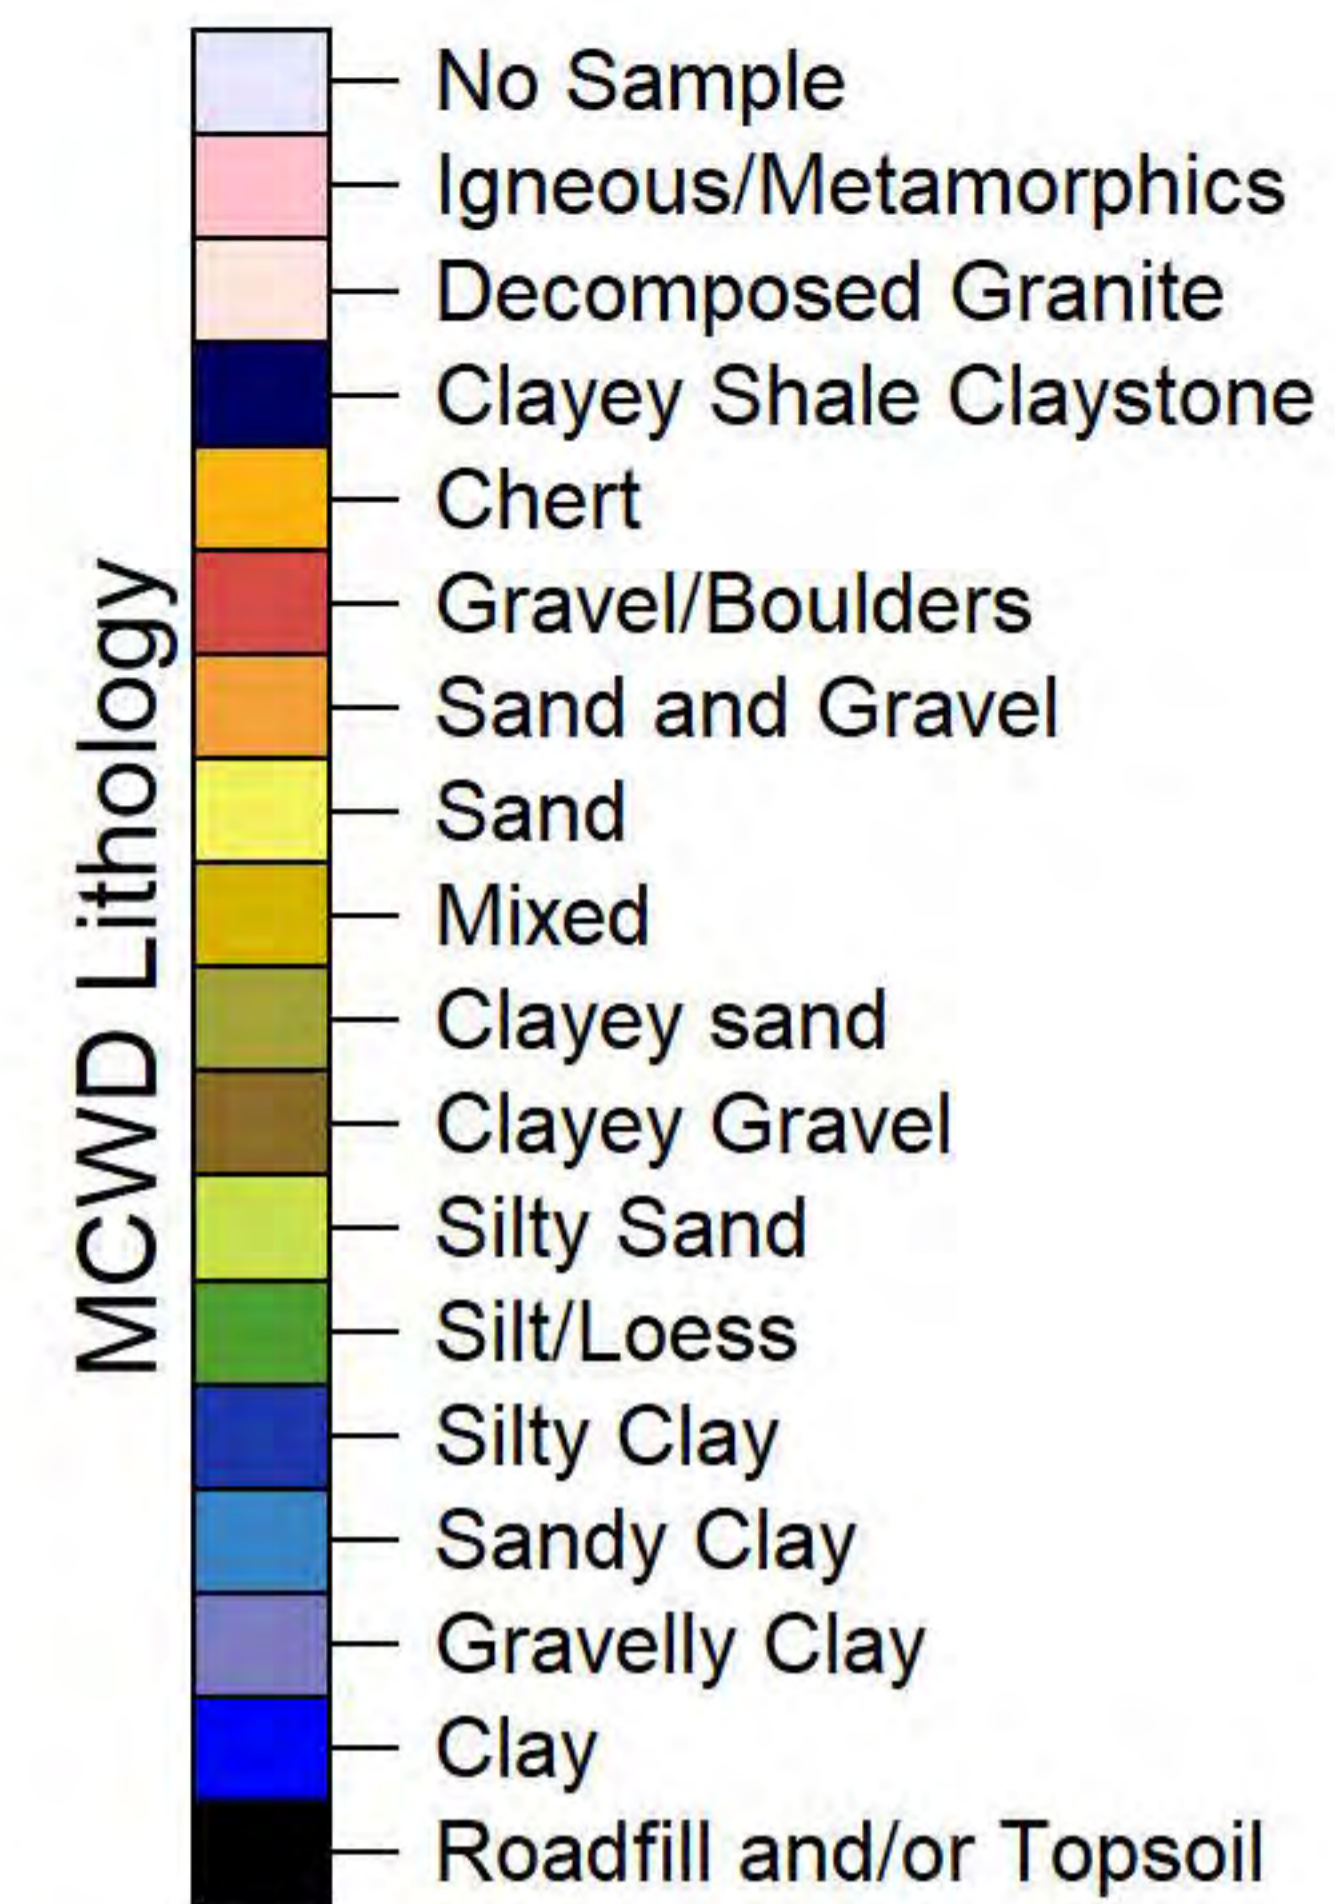 MCWD Lithology
No Sample
Igneous/Metamorphics
Decomposed Granite
Clayey Shale Claystone
Chert
Gravel/Boulders
Sand and Gravel
Sand
Mixed
Clayey sand
Clayey Gravel
Silty Sand
Silt/Loess
Silty Clay
Sandy Clay
Gravelly Clay
Clay
Roadfill and/or Topsoil